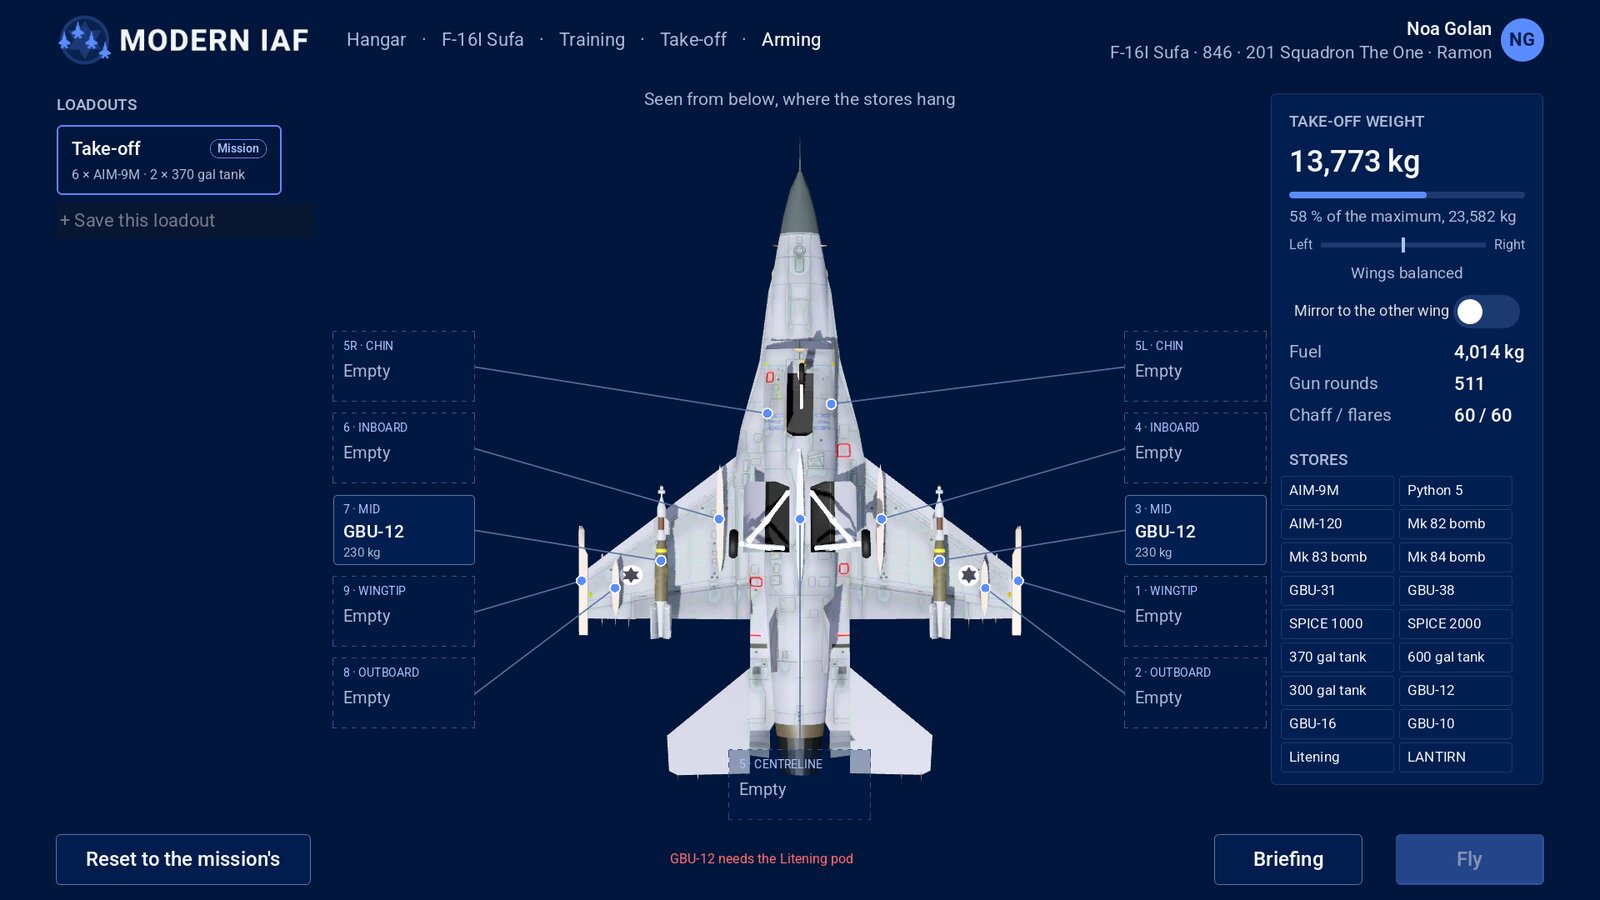 MODERN IAF
Hangar · F-16I Sufa · Training · Take-off · Arming
Noa Golan
F-16I Sufa · 846 · 201 Squadron The One · Ramon
NG
LOADOUTS
Take-off
Mission
6 × AIM-9M · 2 × 370 gal tank
+ Save this loadout
Seen from below, where the stores hang
5R · CHIN
Empty
6 · INBOARD
Empty
7 · MID
GBU-12
230 kg
9 · WINGTIP
Empty
8 · OUTBOARD
Empty
5L · CHIN
Empty
4 · INBOARD
Empty
3 · MID
GBU-12
230 kg
1 · WINGTIP
Empty
2 · OUTBOARD
Empty
5 · CENTRELINE
Empty
TAKE-OFF WEIGHT
13,773 kg
58 % of the maximum, 23,582 kg
Left Right
Wings balanced
Mirror to the other wing
Fuel 4,014 kg
Gun rounds 511
Chaff / flares 60 / 60
STORES
AIM-9M Python 5
AIM-120 Mk 82 bomb
Mk 83 bomb Mk 84 bomb
GBU-31 GBU-38
SPICE 1000 SPICE 2000
370 gal tank 600 gal tank
300 gal tank GBU-12
GBU-16 GBU-10
Litening LANTIRN
Reset to the mission's
GBU-12 needs the Litening pod
Briefing
Fly